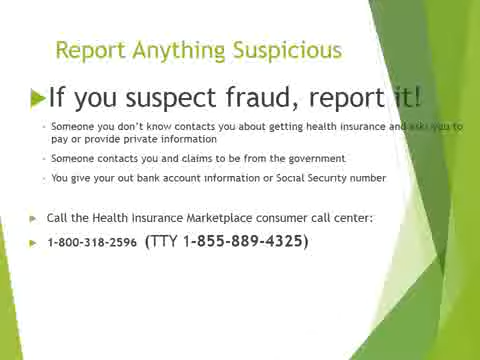 Report Anything Suspicious
If you suspect fraud, report it!
Someone you don't know contacts you about getting health insurance and asks you to
pay or provide private information
Someone contacts you and claims to be from the government
You give your out bank account information or Social Security number
Call the Health Insurance Marketplace consumer call center:
1-800-318-2596 (TTY 1-855-889-4325)